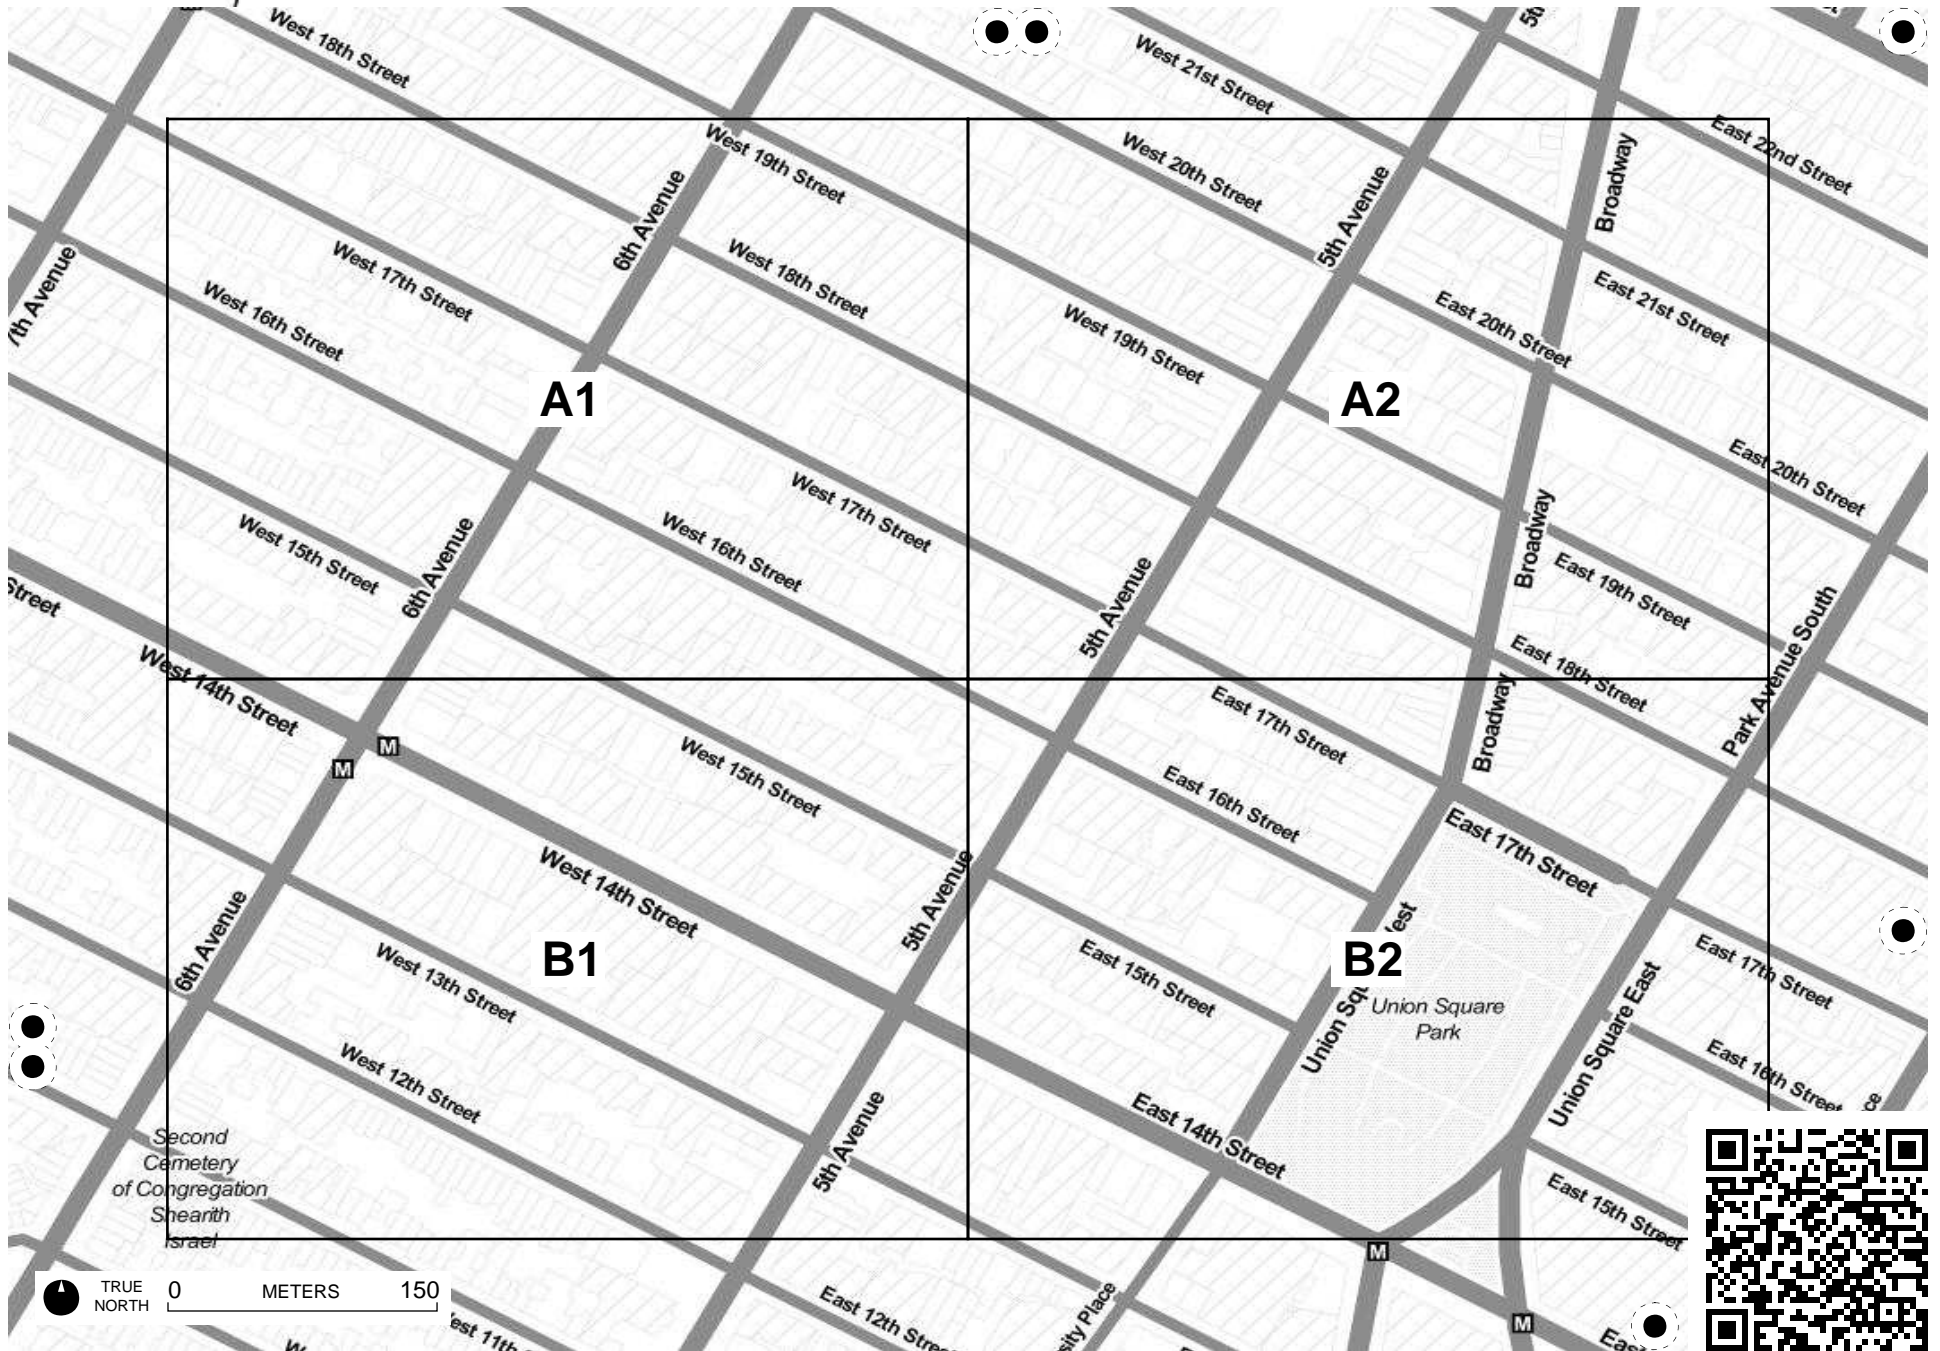 West 18th Street
West 21st Street
East 22nd Street
West 19th Street
West 20th Street
Broadway
6th Avenue
5th Avenue
7th Avenue
West 17th Street
West 18th Street
West 16th Street
West 19th Street
East 20th Street
East 21st Street
A1
A2
West 17th Street
East 20th Street
West 15th Street
6th Avenue
West 16th Street
Broadway
East 19th Street
Street
5th Avenue
Park Avenue South
West 14th Street
East 18th Street
East 17th Street
Broadway
M
M
West 15th Street
East 16th Street
West 14th Street
East 17th Street
6th Avenue
5th Avenue
West 13th Street
B1
East 15th Street
B2
Union Square
Park
Union Square East
East 17th Street
East 16th Street
West 12th Street
5th Avenue
East 14th Street
Second
Cemetery
of Congregation
Shearith
Israel
East 15th Street
M
TRUE
NORTH
0
METERS
150
East 12th
M